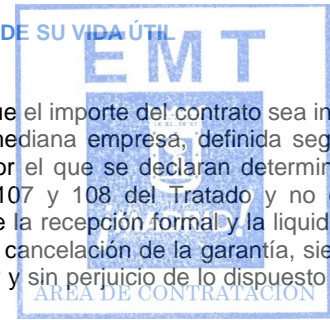 DE SU VIDA ÚTIL
EMT
ue el importe del contrato sea in
mediana empresa, definida seg
or el que se declaran determin
107 y 108 del Tratado y no
e la recepción formal y la liquid
cancelación de la garantía, sie
y sin perjuicio de lo dispuesto
AREA DE CONTRATACIÓN